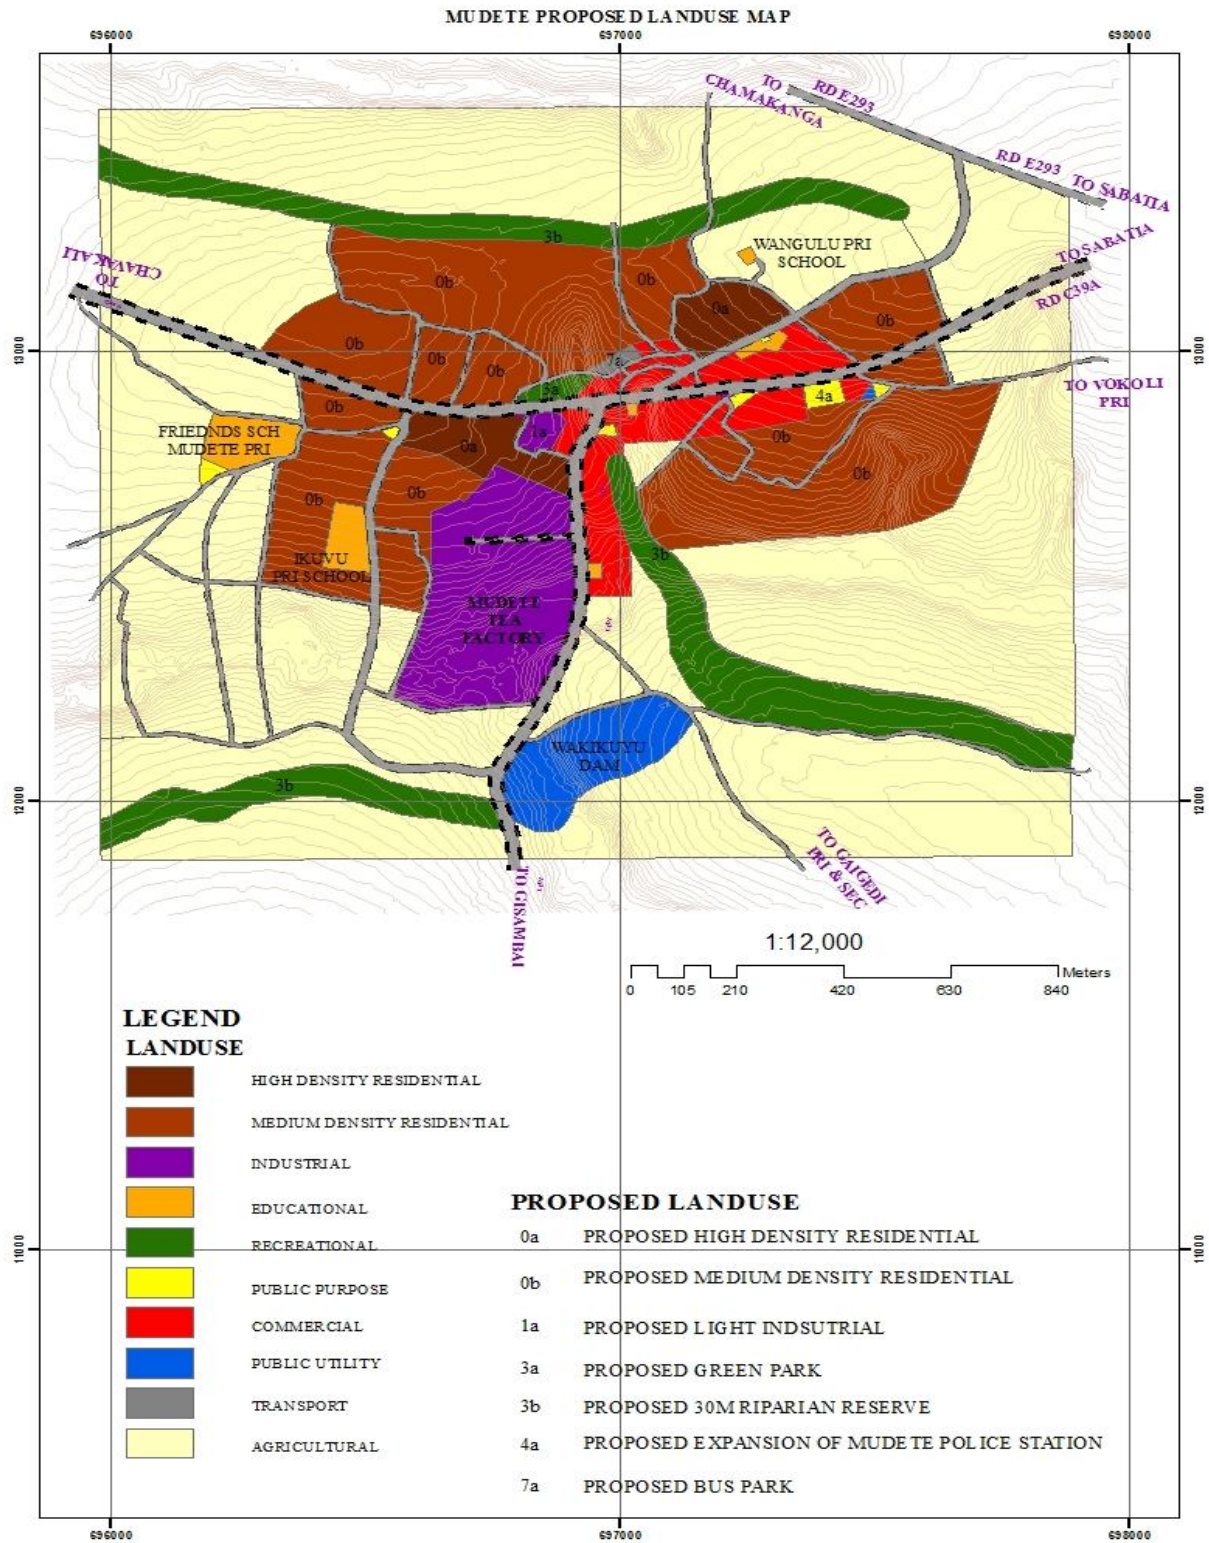 MUDETE PROPOSED LANDUSE MAP
696000
697000
698000
TO
CHAMAKANGA
RD E293
RD E293
TO SABATIA
TO SABATIA
RD C39A
3b
WANGULU PRI
SCHOOL
TO
CHAVAKALI
0b
0b
0a
0b
13000
13000
0b
0b
0b
7a
TO VOKOLI
PRI
3a
4a
0b
FRIEDNDS SCH
MUDETE PRI
0a
1a
0b
0b
0b
0b
IKUVU
PRI SCHOOL
3b
MUDETE
TEA
FACTORY
WAKIKUYU
DAM
3b
12000
12000
TO GAIGEDI
PRI & SEC
TO GISAMBAI
1:12,000
Meters
0
105
210
420
630
840
LEGEND
LANDUSE
HIGH DENSITY RESIDENTIAL
MEDIUM DENSITY RESIDENTIAL
INDUSTRIAL
EDUCATIONAL
RECREATIONAL
PUBLIC PURPOSE
COMMERCIAL
PUBLIC UTILITY
TRANSPORT
AGRICULTURAL
PROPOSED LANDUSE
0a PROPOSED HIGH DENSITY RESIDENTIAL
0b PROPOSED MEDIUM DENSITY RESIDENTIAL
1a PROPOSED LIGHT INDSUTRIAL
3a PROPOSED GREEN PARK
3b PROPOSED 30M RIPARIAN RESERVE
4a PROPOSED EXPANSION OF MUDETE POLICE STATION
7a PROPOSED BUS PARK
11000
11000
696000
697000
698000